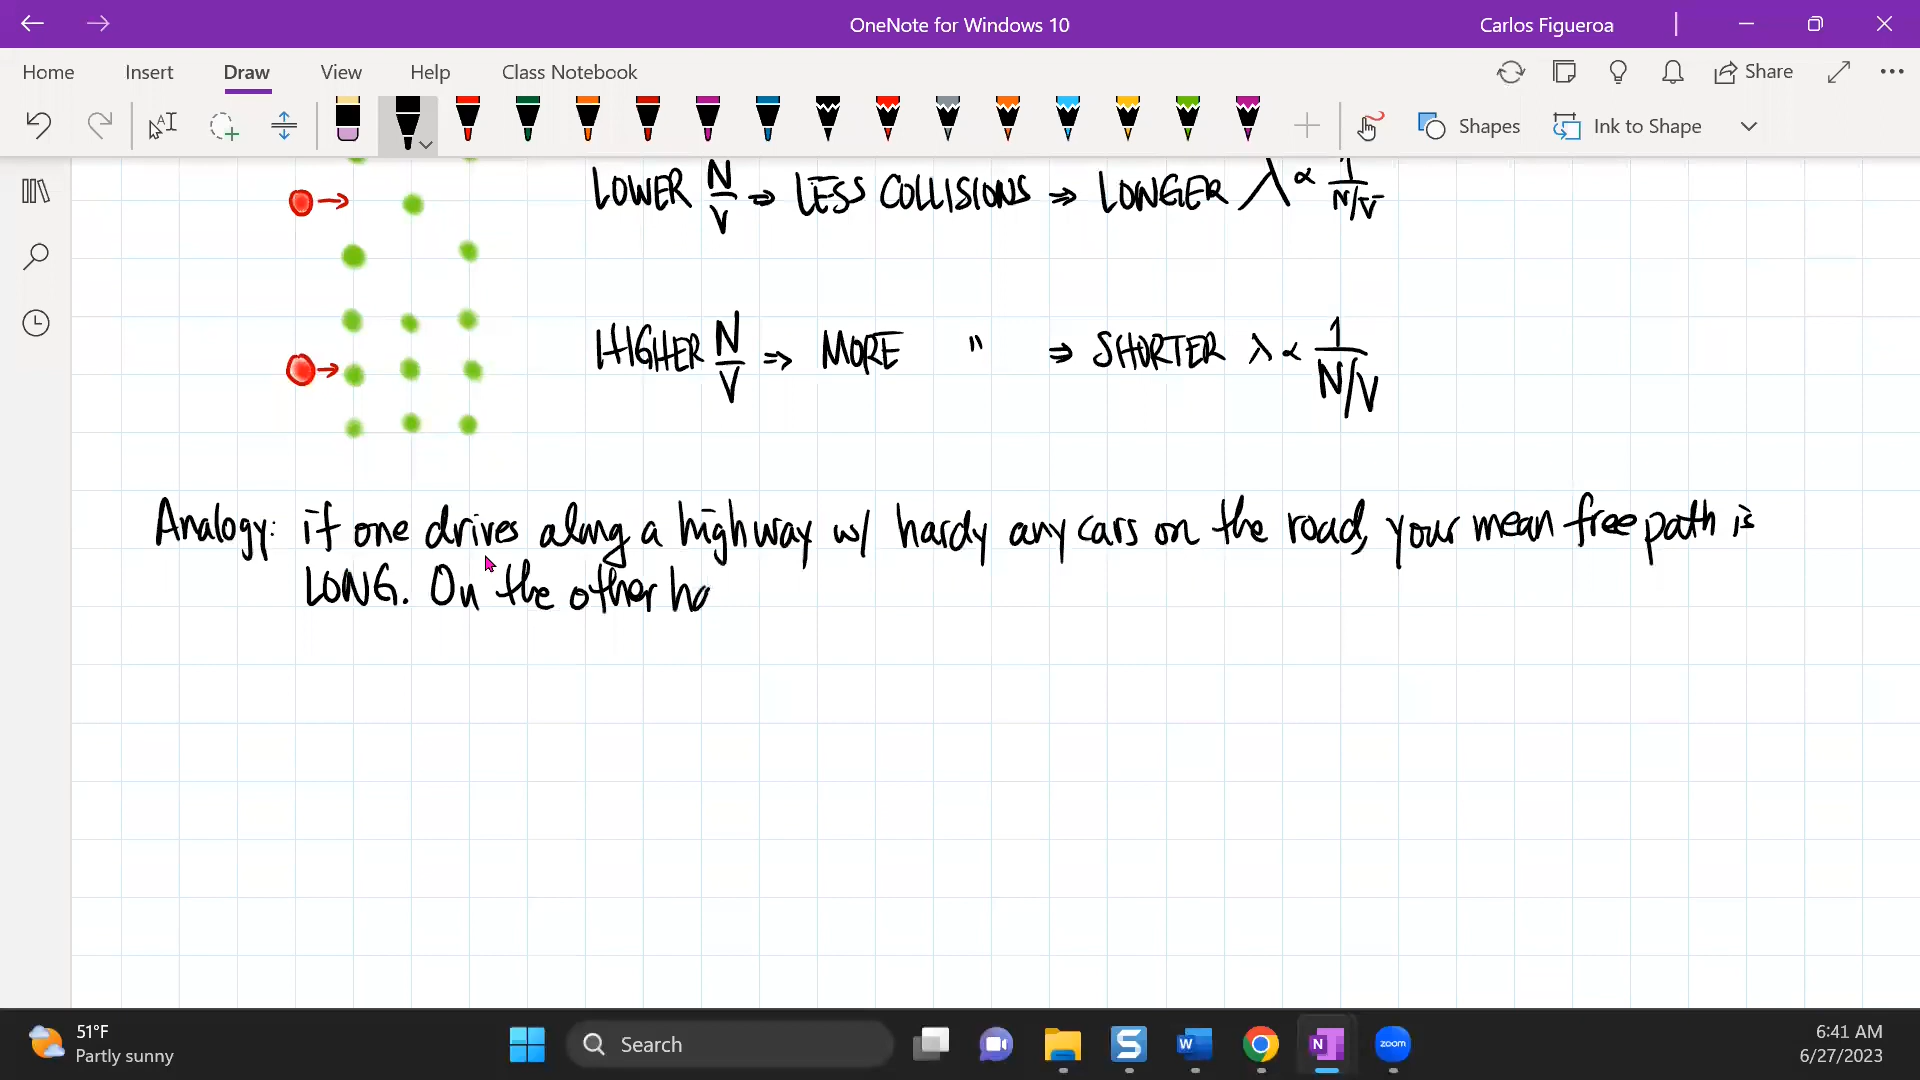 OneNote for Windows 10
Carlos Figueroa
Home Insert Draw View Help Class Notebook
Share
Shapes
Ink to Shape
LOWER N/V ⇒ LESS COLLISIONS ⇒ LONGER λ ∝ 1/(N/V)
HIGHER N/V ⇒ MORE " ⇒ SHORTER λ ∝ 1/(N/V)
Analogy: if one drives along a highway w/ hardy any cars on the road, your mean free path is
LONG. On the other ha
51°F
Partly sunny
Search
zoom
6:41 AM
6/27/2023